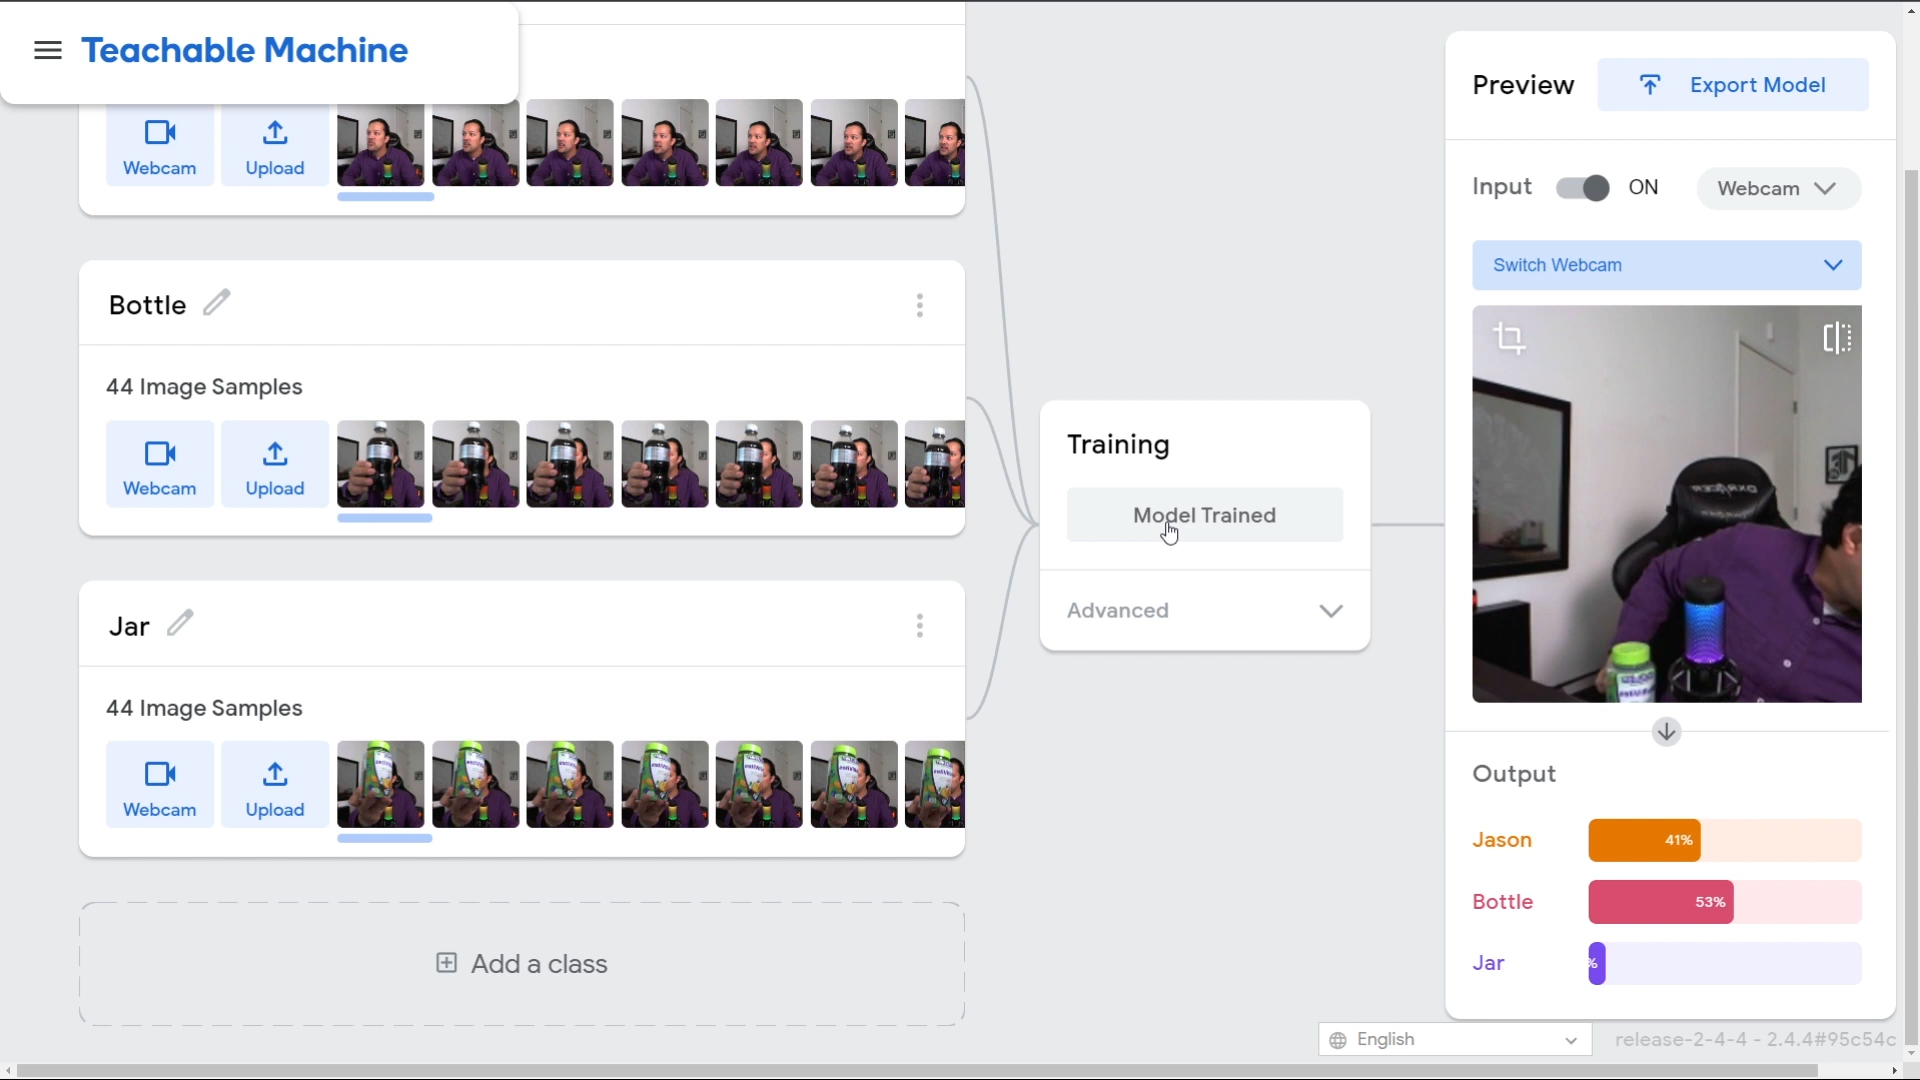 Teachable Machine
Webcam
Upload
Bottle
44 Image Samples
Webcam
Upload
Jar
44 Image Samples
Webcam
Upload
Add a class
Training
Model Trained
Advanced
Preview
Export Model
Input
ON
Webcam
Switch Webcam
Output
Jason
41%
Bottle
53%
Jar
%
English
release-2-4-4 - 2.4.4#95c54c